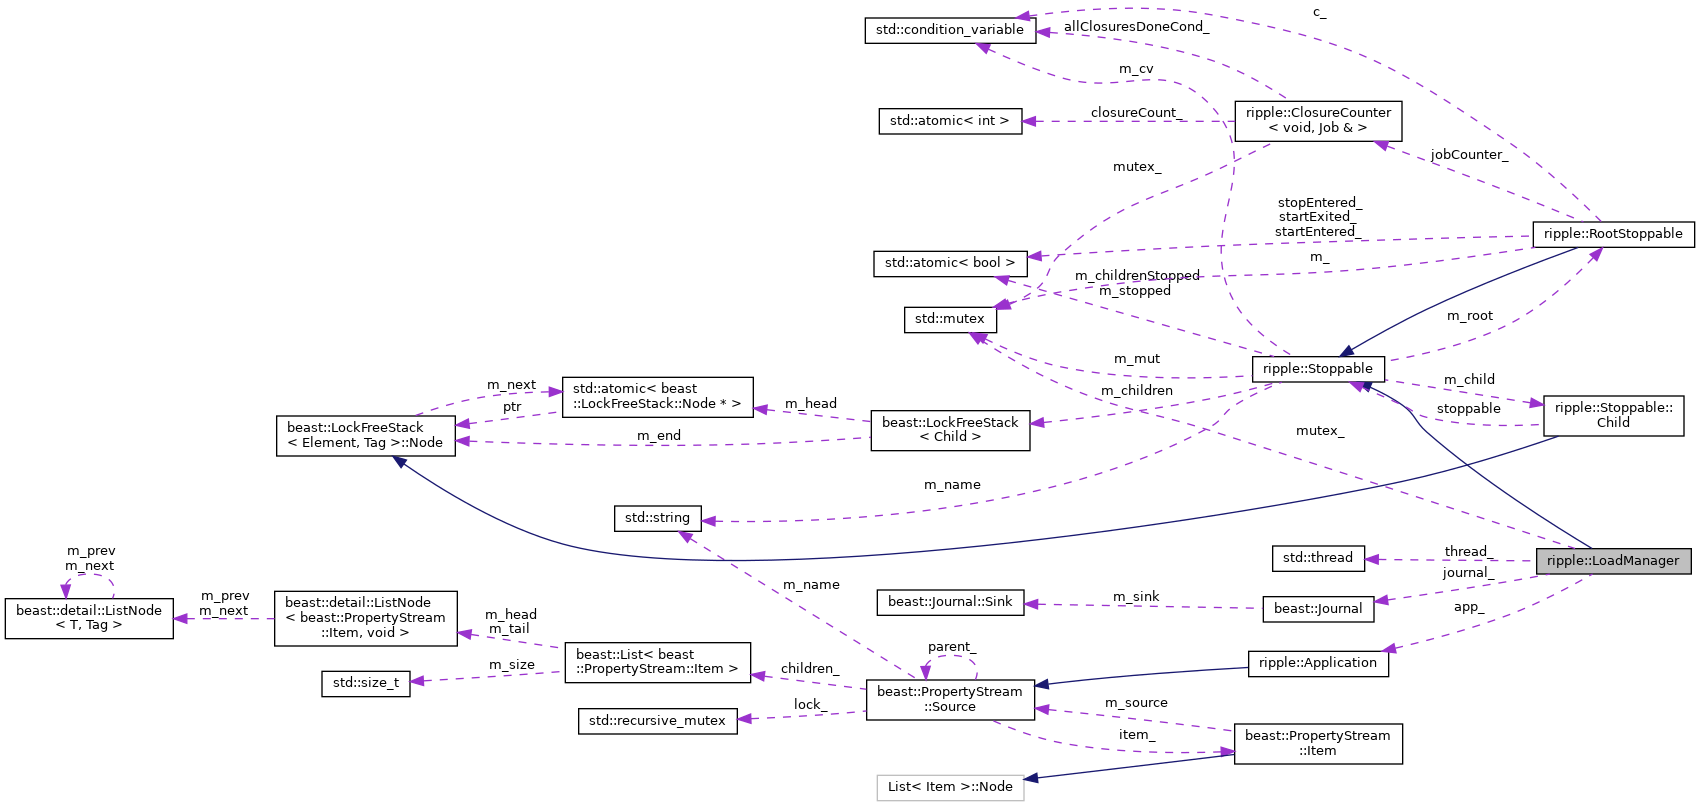 c_
std::condition_variable
allClosuresDoneCond_
m_cv
std::atomic< int >
closureCount_
ripple::ClosureCounter
< void, Job & >
jobCounter_
mutex_
stopEntered_
startExited_
startEntered_
ripple::RootStoppable
std::atomic< bool >
m_
m_childrenStopped
m_stopped
std::mutex
m_root
m_mut
ripple::Stoppable
m_next
std::atomic< beast
::LockFreeStack::Node * >
m_children
m_child
ptr
m_head
stoppable
ripple::Stoppable::
Child
beast::LockFreeStack
< Element, Tag >::Node
m_end
beast::LockFreeStack
< Child >
mutex_
m_name
std::string
m_prev
m_next
std::thread
thread_
ripple::LoadManager
journal_
m_name
beast::detail::ListNode
< T, Tag >
m_prev
m_next
beast::detail::ListNode
< beast::PropertyStream
::Item, void >
m_head
m_tail
beast::Journal::Sink
m_sink
beast::Journal
app_
beast::List< beast
::PropertyStream::Item >
parent_
ripple::Application
std::size_t
m_size
children_
beast::PropertyStream
::Source
std::recursive_mutex
lock_
m_source
item_
beast::PropertyStream
::Item
List< Item >::Node